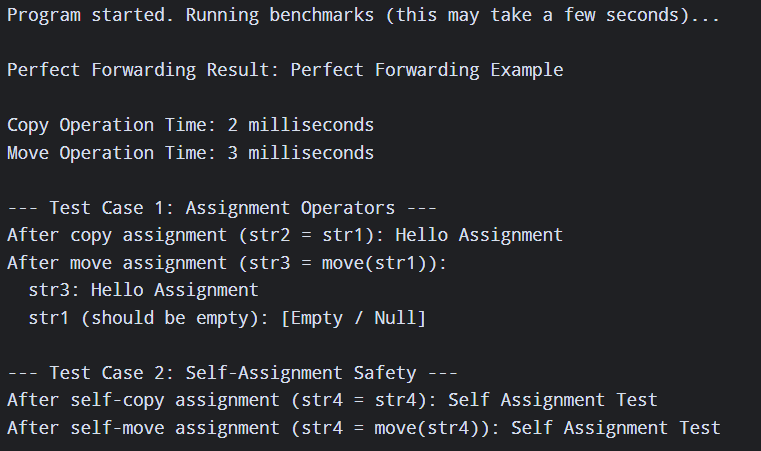 Program started. Running benchmarks (this may take a few seconds)...
Perfect Forwarding Result: Perfect Forwarding Example
Copy Operation Time: 2 milliseconds
Move Operation Time: 3 milliseconds
--- Test Case 1: Assignment Operators ---
After copy assignment (str2 = str1): Hello Assignment
After move assignment (str3 = move(str1)):
  str3: Hello Assignment
  str1 (should be empty): [Empty / Null]
--- Test Case 2: Self-Assignment Safety ---
After self-copy assignment (str4 = str4): Self Assignment Test
After self-move assignment (str4 = move(str4)): Self Assignment Test